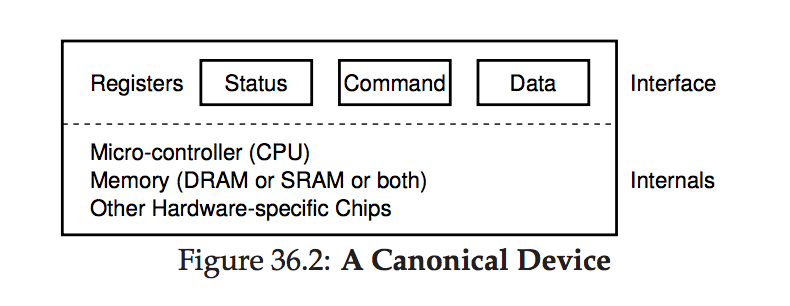 Registers Status Command Data Interface
Micro-controller (CPU)
Memory (DRAM or SRAM or both) Internals
Other Hardware-specific Chips
Figure 36.2: A Canonical Device